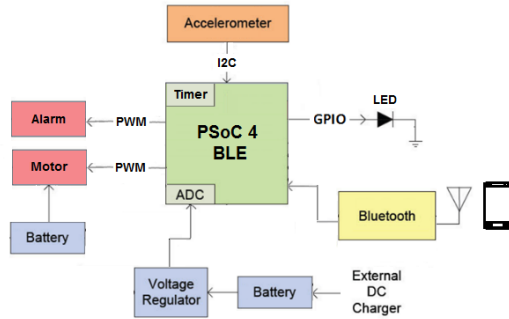 Accelerometer
I2C
Timer
LED
Alarm
PWM
PSoC 4
BLE
GPIO
Motor
PWM
ADC
Battery
Bluetooth
Voltage
Regulator
Battery
External
DC
Charger